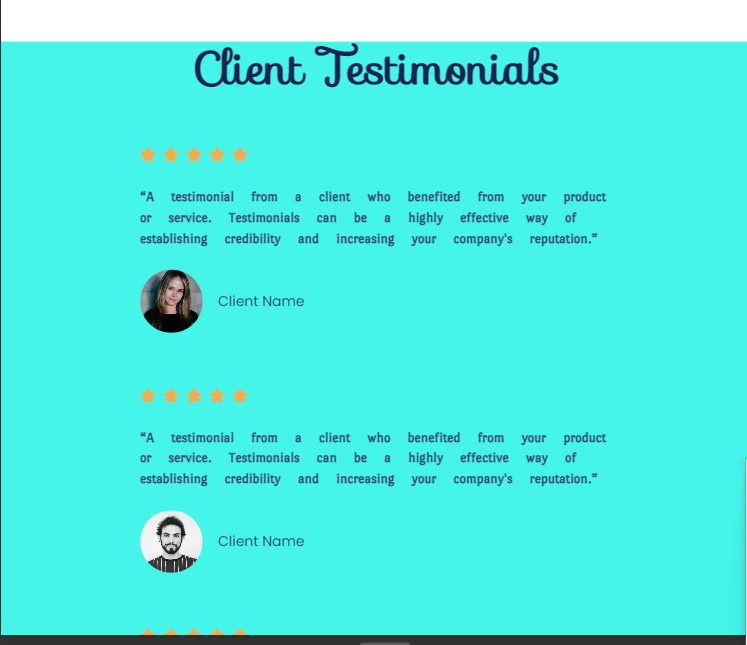 Client Testimonials
“A testimonial from a client who benefited from your product
or service. Testimonials can be a highly effective way of
establishing credibility and increasing your company's reputation.”
Client Name
“A testimonial from a client who benefited from your product
or service. Testimonials can be a highly effective way of
establishing credibility and increasing your company's reputation.”
Client Name